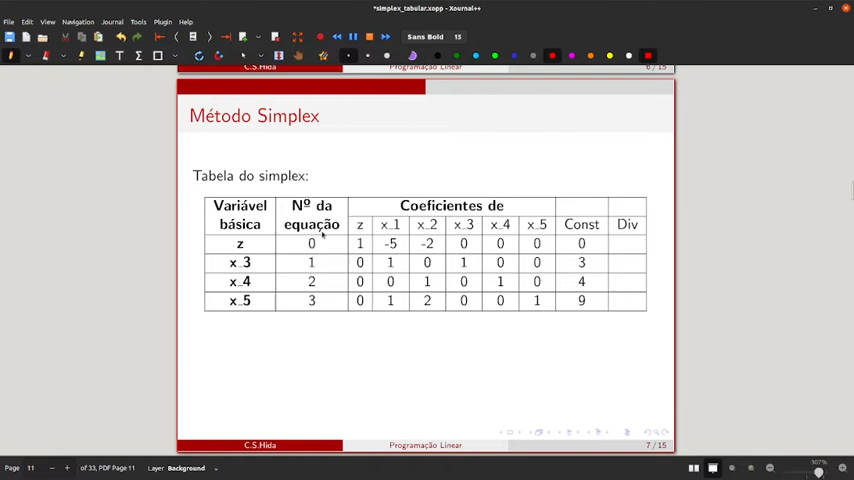 *simplex_tabular.xopp - Xournal++
File Edit View Navigation Journal Tools Plugin Help
Sans Bold 15
C.S.Hida Programação Linear 6 / 15
Método Simplex
Tabela do simplex:
Variável Nº da Coeficientes de
básica equação z x_1 x_2 x_3 x_4 x_5 Const Div
z 0 1 -5 -2 0 0 0 0
x_3 1 0 1 0 1 0 0 3
x_4 2 0 0 1 0 1 0 4
x_5 3 0 1 2 0 0 1 9
C.S.Hida Programação Linear 7 / 15
Page 11 of 33, PDF Page 11 Layer Background 307%